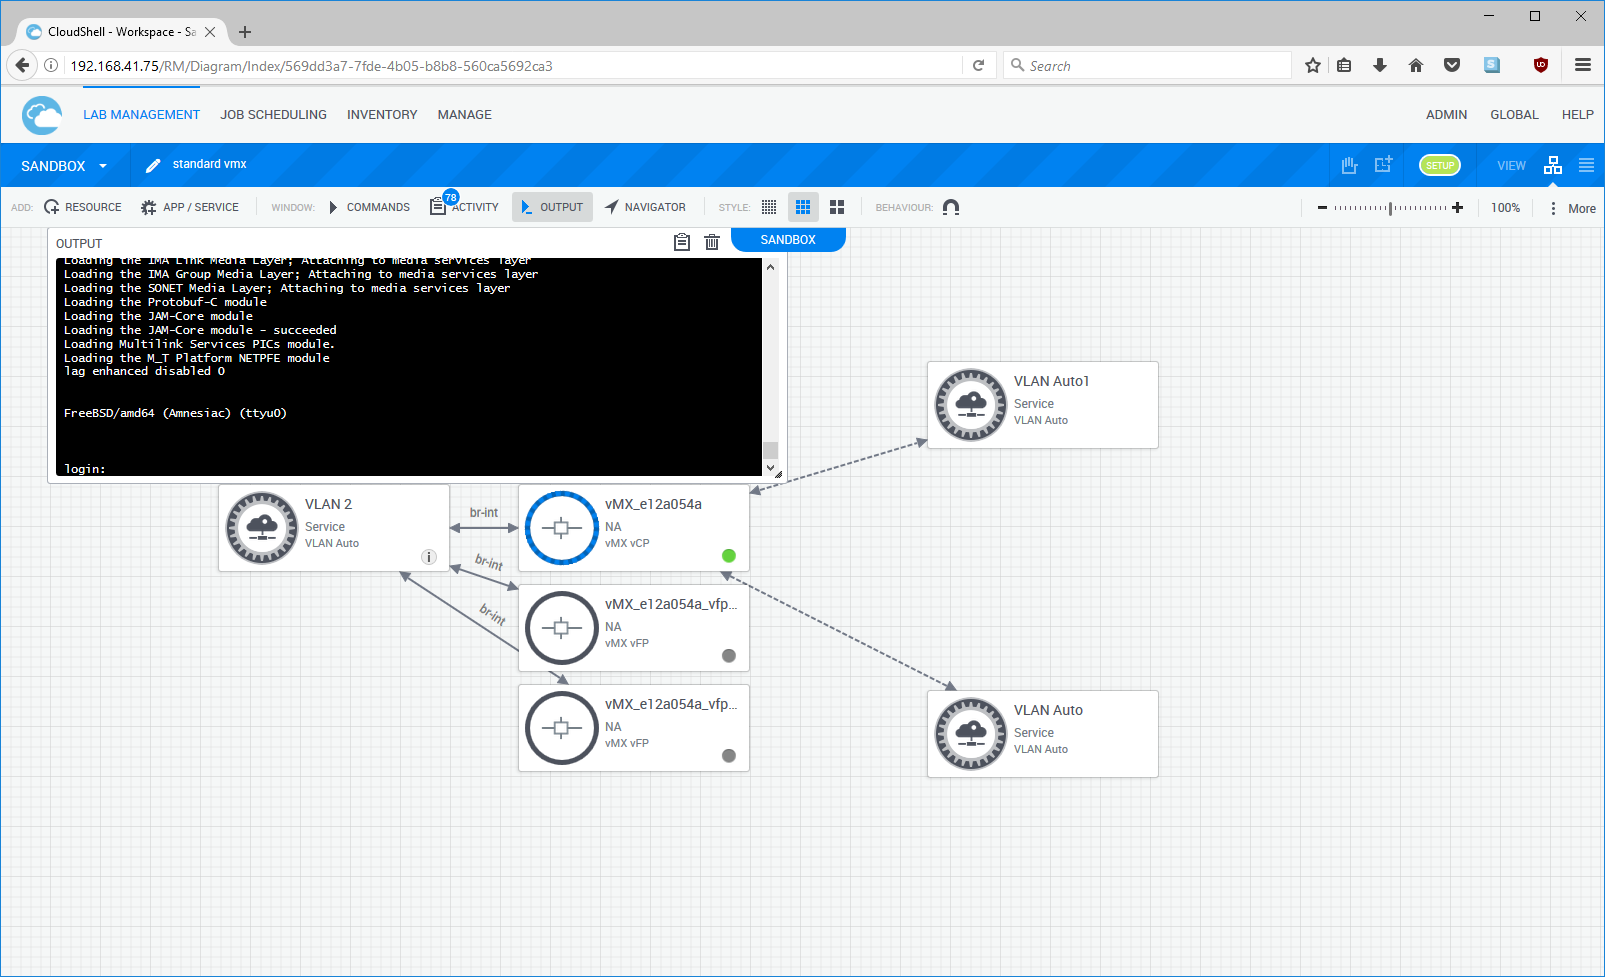 CloudShell - Workspace - Sa
192.168.41.75/RM/Diagram/Index/569dd3a7-7fde-4b05-b8b8-560ca5692ca3
Search
S
LAB MANAGEMENT JOB SCHEDULING INVENTORY MANAGE ADMIN GLOBAL HELP
SANDBOX standard vmx SETUP VIEW
ADD: RESOURCE APP / SERVICE WINDOW: COMMANDS 78 ACTIVITY OUTPUT NAVIGATOR STYLE: BEHAVIOUR: 100% More
OUTPUT SANDBOX
Loading the IMA Link Media Layer; Attaching to media services layer
Loading the IMA Group Media Layer; Attaching to media services layer
Loading the SONET Media Layer; Attaching to media services layer
Loading the Protobuf-C module
Loading the JAM-Core module
Loading the JAM-Core module - succeeded
Loading Multilink Services PICs module.
Loading the M_T Platform NETPFE module
lag enhanced disabled 0
FreeBSD/amd64 (Amnesiac) (ttyu0)
login:
VLAN Auto1
Service
VLAN Auto
VLAN 2
Service
VLAN Auto
br-int
br-int
br-int
vMX_e12a054a
NA
vMX vCP
vMX_e12a054a_vfp...
NA
vMX vFP
vMX_e12a054a_vfp...
NA
vMX vFP
VLAN Auto
Service
VLAN Auto